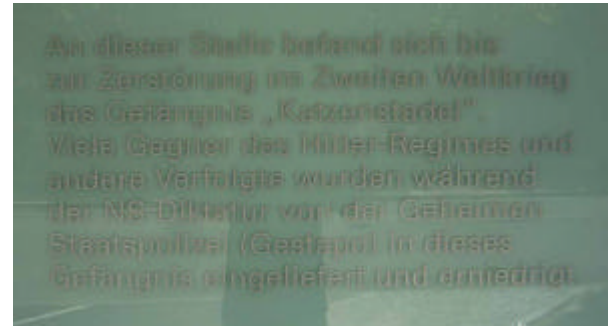 An dieser Stelle befand sich bis
zur Zerstörung im Zweiten Weltkrieg
das Gefängnis „Katzenstadel“.
Viele Gegner des Hitler-Regimes und
andere Verfolgte wurden während
der NS-Diktatur von der Geheimen
Staatspolizei (Gestapo) in dieses
Gefängnis eingeliefert und erniedrigt.